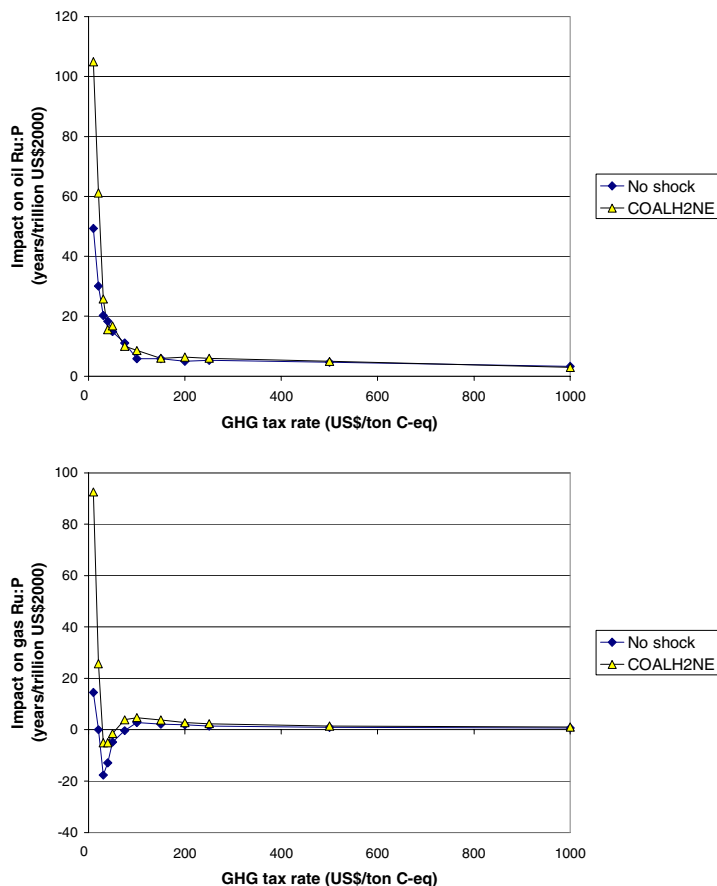 120
100
80
60
40
20
0
0 200 400 600 800 1000
Impact on oil Ru:P
(years/trillion US$2000)
GHG tax rate (US$/ton C-eq)
No shock
COALH2NE
100
80
60
40
20
0
-20
-40
0 200 400 600 800 1000
Impact on gas Ru:P
(years/trillion US$2000)
GHG tax rate (US$/ton C-eq)
No shock
COALH2NE